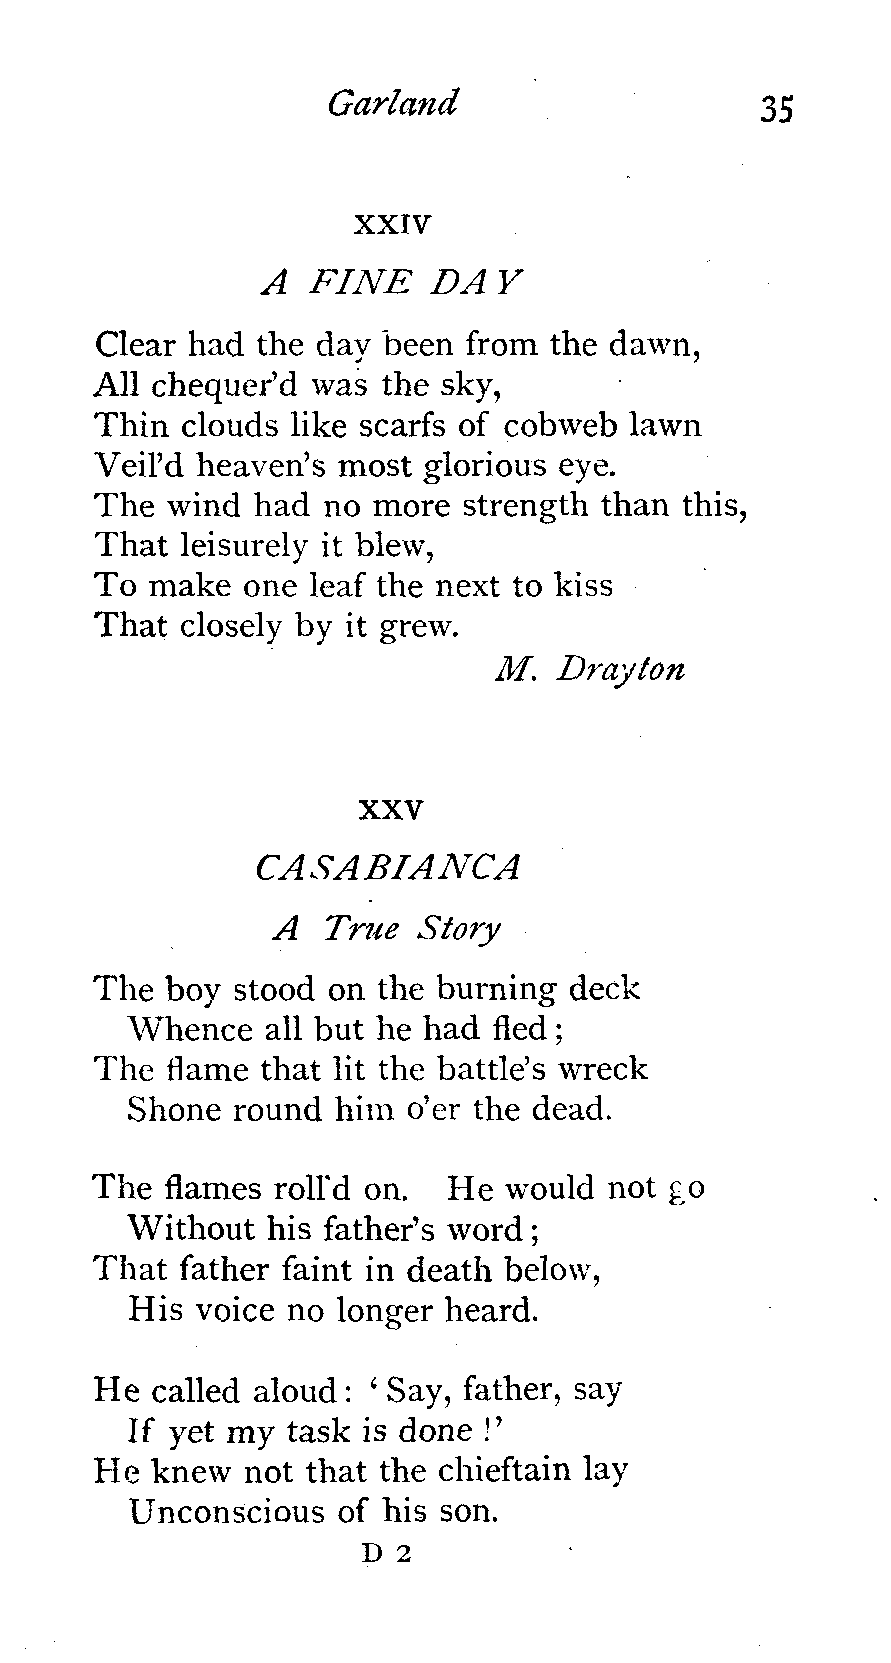 Garland 35
XXIV
A FINE DAY
Clear had the day been from the dawn,
All chequer'd was the sky,
Thin clouds like scarfs of cobweb lawn
Veil'd heaven's most glorious eye.
The wind had no more strength than this,
That leisurely it blew,
To make one leaf the next to kiss
That closely by it grew.
M. Drayton
XXV
CASABIANCA
A True Story
The boy stood on the burning deck
Whence all but he had fled;
The flame that lit the battle's wreck
Shone round him o'er the dead.
The flames roll'd on. He would not go
Without his father's word;
That father faint in death below,
His voice no longer heard.
He called aloud: 'Say, father, say
If yet my task is done!'
He knew not that the chieftain lay
Unconscious of his son.
D 2